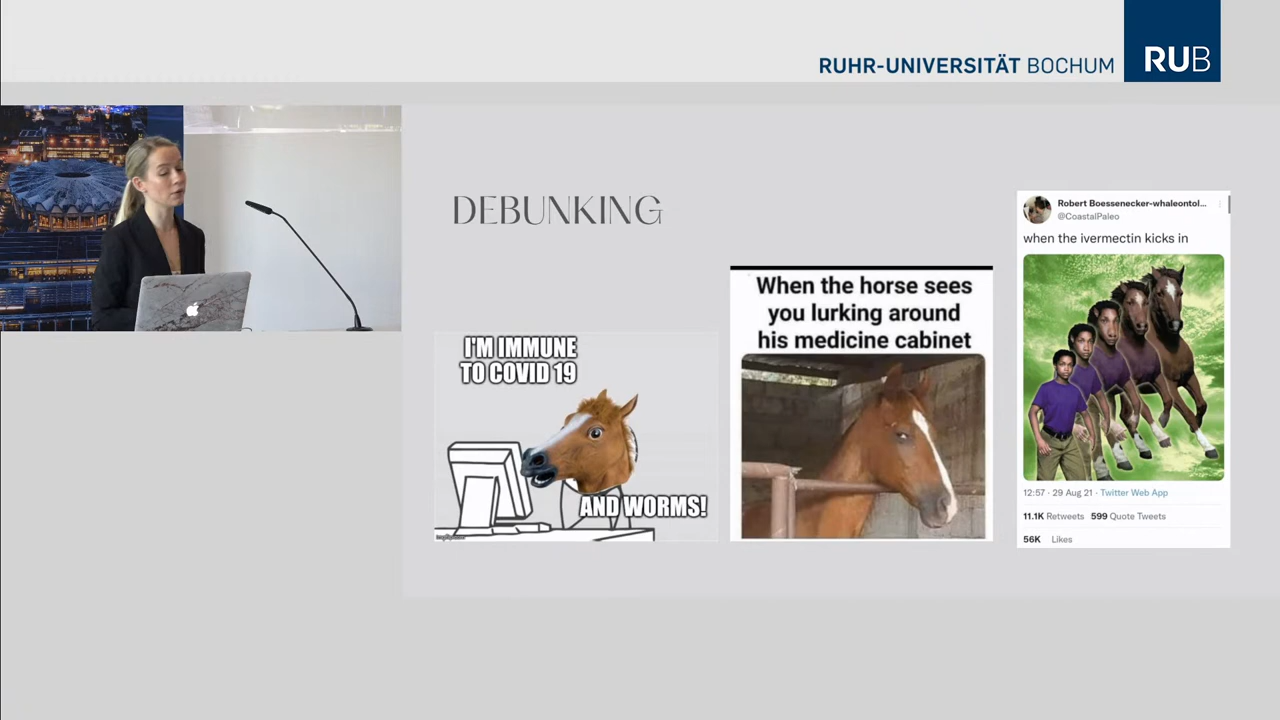 RUHR-UNIVERSITÄT BOCHUM
RUB
DEBUNKING
I'M IMMUNE
TO COVID 19
AND WORMS!
When the horse sees
you lurking around
his medicine cabinet
Robert Boessenecker-whaleontol...
@CoastalPaleo
when the ivermectin kicks in
12:57 · 29 Aug 21 · Twitter Web App
11.1K Retweets 599 Quote Tweets
56K Likes